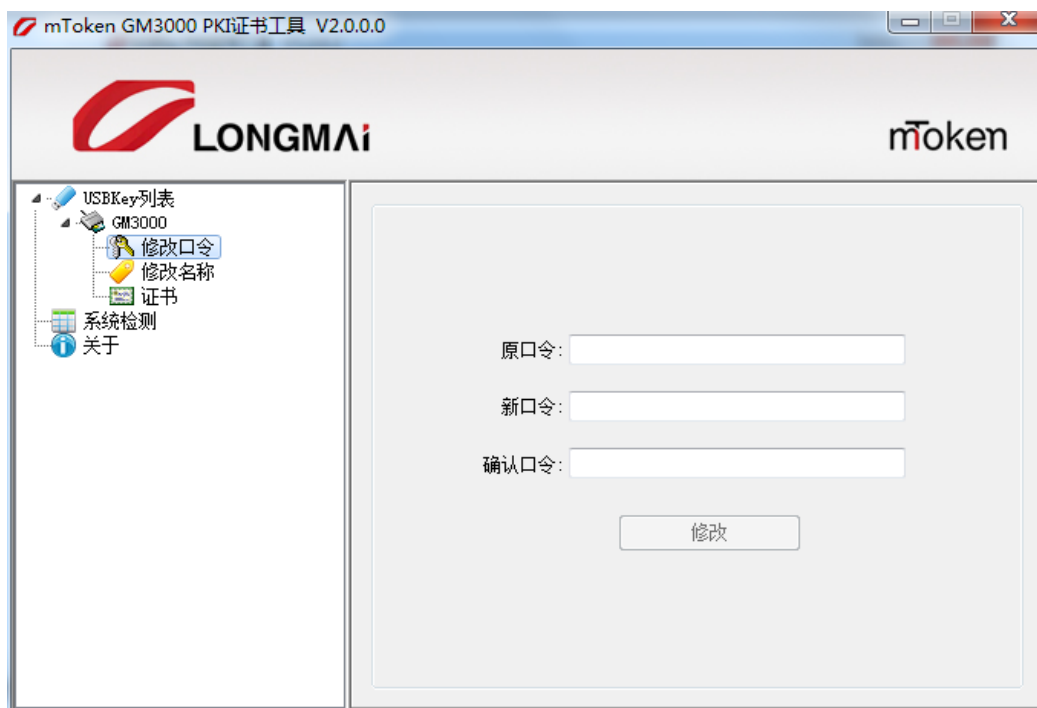 mToken GM3000 PKI证书工具 V2.0.0.0
LONGMAi
mToken
USBKey列表
GM3000
修改口令
修改名称
证书
系统检测
关于
原口令:
新口令:
确认口令:
修改